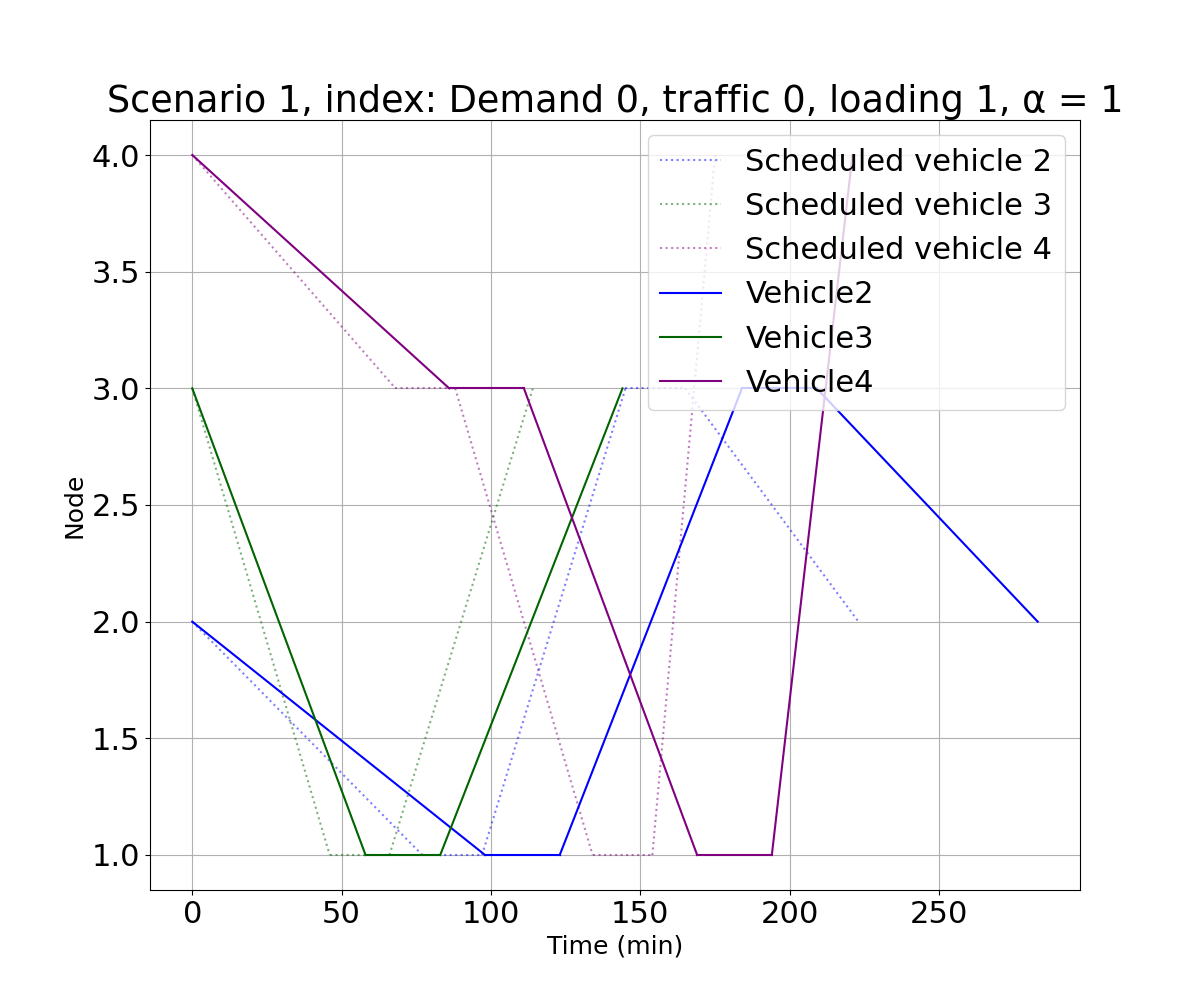 Scenario 1, index: Demand 0, traffic 0, loading 1, α = 1
4.0
3.5
3.0
2.5
2.0
1.5
1.0
Node
Scheduled vehicle 2
Scheduled vehicle 3
Scheduled vehicle 4
Vehicle2
Vehicle3
Vehicle4
0 50 100 150 200 250
Time (min)